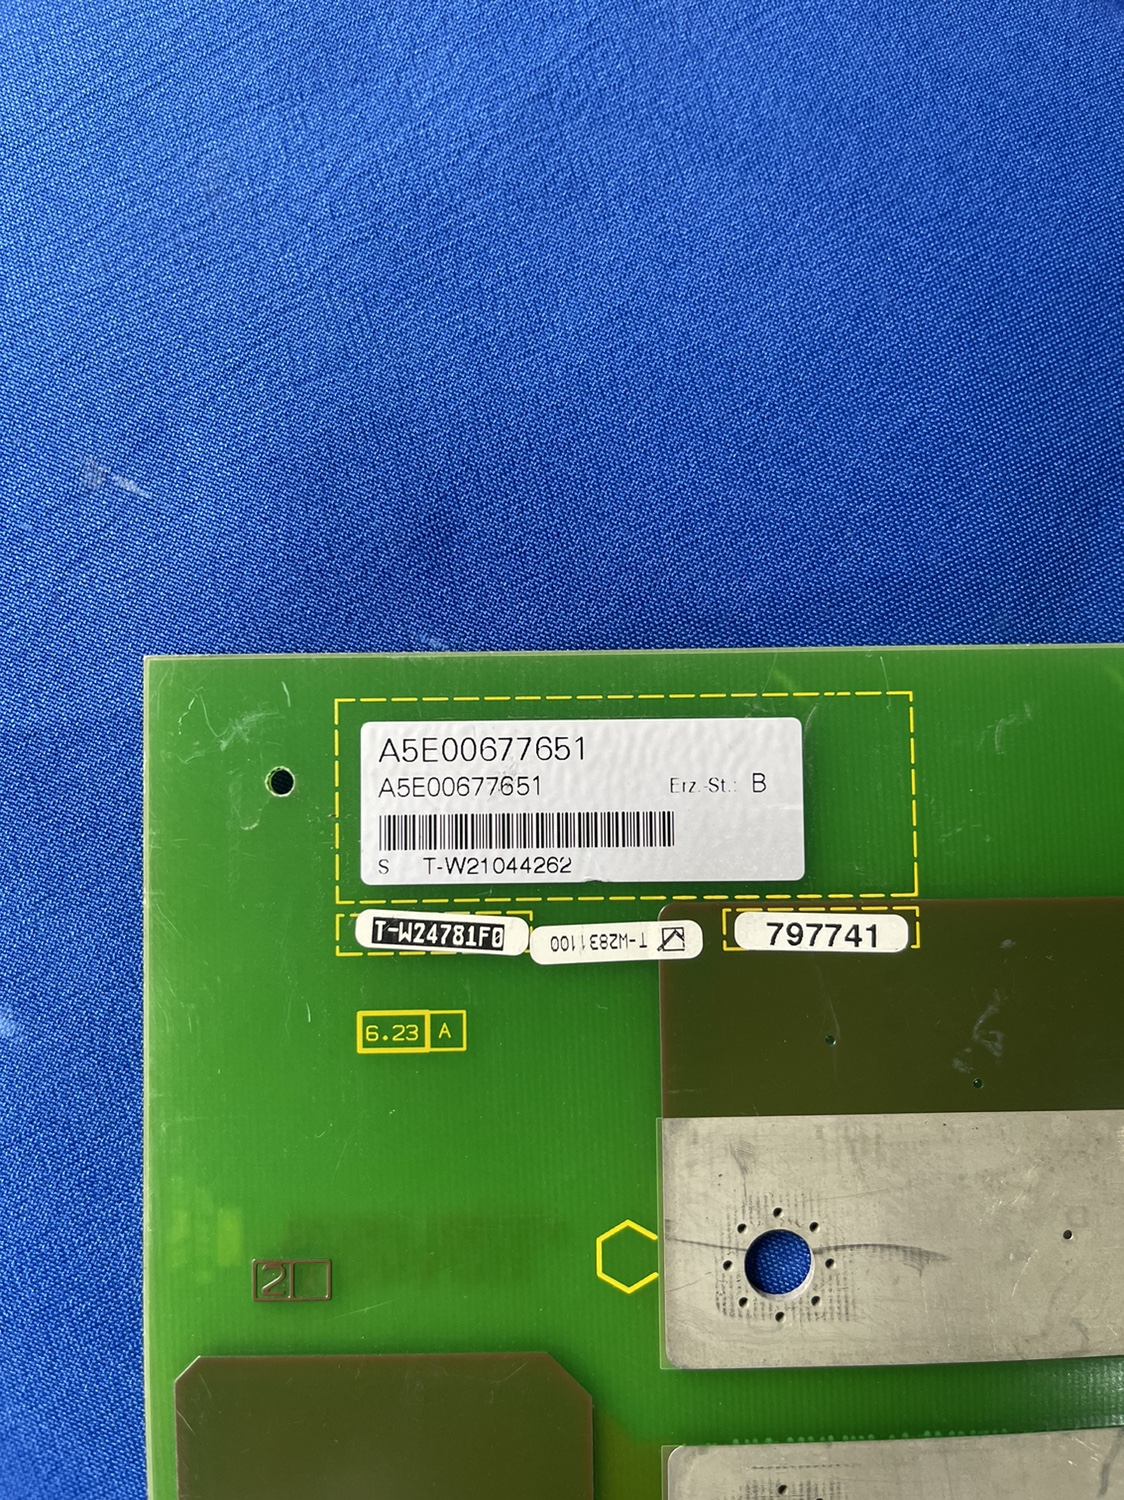 A5E00677651
A5E00677651 Erz.-St.: B
S T-W21044262
T-W24781F0
T-W2831100
797741
6.23 A
2